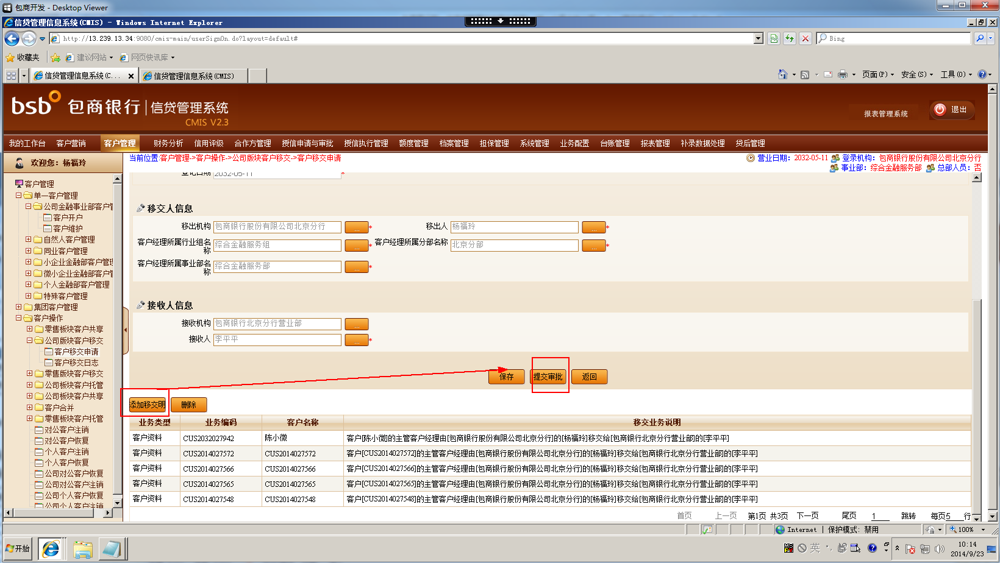 包商开发 - Desktop Viewer
信贷管理信息系统(CMIS) - Windows Internet Explorer
http://13.239.13.34:9080/cmis-main/userSignOn.do?layout=default#
Bing
收藏夹 建议网站 网页快讯库
信贷管理信息系统(C... 信贷管理信息系统(CMIS)
页面(P) 安全(S) 工具(O)
bsb 包商银行 信贷管理系统
CMIS V2.3
报表管理系统 退出
我的工作台 客户营销 客户管理 财务分析 信用评级 合作方管理 授信申请与审批 授信执行管理 额度管理 档案管理 担保管理 系统管理 业务配置 台账管理 报表管理 补录数据处理 贷后管理
欢迎您：杨福玲
当前位置:客户管理->客户操作->公司版块客户移交->客户移交申请
营业日期：2032-05-11 登录机构：包商银行股份有限公司北京分行
事业部：综合金融服务部 总部人员：否
客户管理
单一客户管理
公司金融事业部客户管
客户开户
客户维护
自然人客户管理
同业客户管理
小企业金融部客户管理
微小企业金融部客户管
个人金融部客户管理
特殊客户管理
集团客户管理
客户操作
零售板块客户共享
公司版块客户移交
客户移交申请
客户移交日志
零售版块客户移交
公司板块客户托管
公司板块客户共享
客户合并
零售板块客户托管
对公客户注销
对公客户恢复
个人客户注销
个人客户恢复
公司对公客户恢复
公司对公客户注销
公司个人客户恢复
公司个人客户注销
登记日期 2032-05-11 *
移交人信息
移出机构 包商银行股份有限公司北京分行 ... * 移出人 杨福玲 ... *
客户经理所属行业组名称 综合金融服务组 ... * 客户经理所属分部名称 北京分部 ... *
客户经理所属事业部名称 综合金融服务部 ... *
接收人信息
接收机构 包商银行北京分行营业部 ...
接收人 李平平 ... *
保存 提交审批 返回
添加移交明 删除
业务类型 业务编码 客户名称 移交业务说明
客户资料 CUS2032027942 陈小微 客户[陈小微]的主管客户经理由[包商银行股份有限公司北京分行]的[杨福玲]移交给[包商银行北京分行营业部]的[李平平]
客户资料 CUS2014027572 CUS2014027572 客户[CUS2014027572]的主管客户经理由[包商银行股份有限公司北京分行]的[杨福玲]移交给[包商银行北京分行营业部]的[李平平]
客户资料 CUS2014027566 CUS2014027566 客户[CUS2014027566]的主管客户经理由[包商银行股份有限公司北京分行]的[杨福玲]移交给[包商银行北京分行营业部]的[李平平]
客户资料 CUS2014027565 CUS2014027565 客户[CUS2014027565]的主管客户经理由[包商银行股份有限公司北京分行]的[杨福玲]移交给[包商银行北京分行营业部]的[李平平]
客户资料 CUS2014027548 CUS2014027548 客户[CUS2014027548]的主管客户经理由[包商银行股份有限公司北京分行]的[杨福玲]移交给[包商银行北京分行营业部]的[李平平]
首页 上一页 第1页 共3页 下一页 尾页 1 跳转 每页5 行
Internet | 保护模式: 禁用 100%
开始 英 10:14
2014/9/23